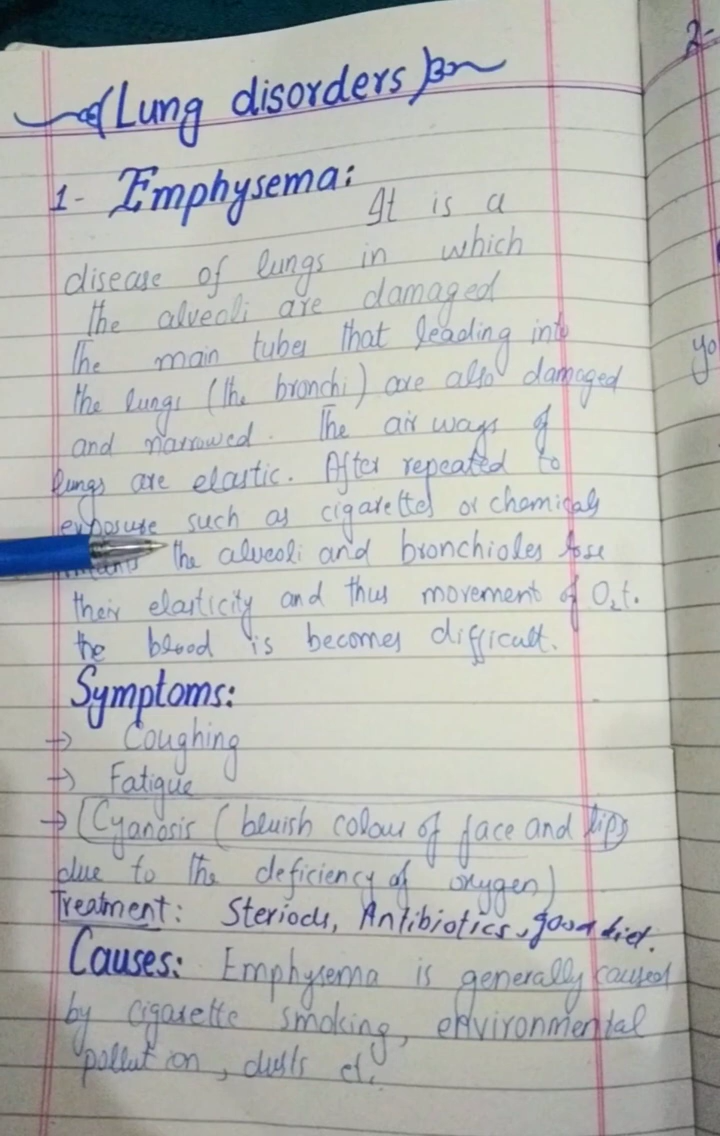 (Lung disorders)
2-
1- Emphysema:
It is a
disease of lungs in which
the alveoli are damaged
The main tubes that leading into
the lungs (the bronchi) are also damaged
and narrowed. The air ways of
lungs are elastic. After repeated to
exposure such as cigarettes or chemicals
the alveoli and bronchioles lose
their elasticity and thus movement of O₂ t.
the blood is becomes difficult.
Symptoms:
→ Coughing
→ Fatigue
→ Cyanosis (bluish colour of face and lips
due to the deficiency of oxygen)
Treatment: Steriods, Antibiotics, good diet.
Causes: Emphysema is generally caused
by cigarette smoking, environmental
pollution, dusts et.
yo